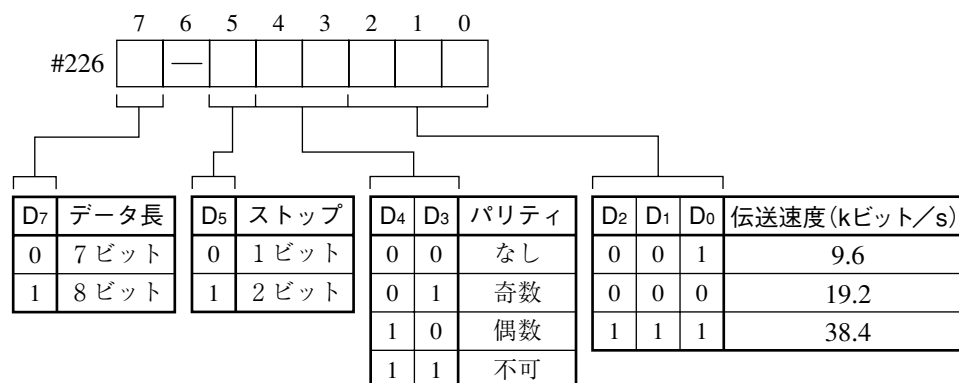 7 6 5 4 3 2 1 0
#226 —
D7 データ長
0 7ビット
1 8ビット
D5 ストップ
0 1ビット
1 2ビット
D4 D3 パリティ
0 0 なし
0 1 奇数
1 0 偶数
1 1 不可
D2 D1 D0 伝送速度(kビット/s)
0 0 1 9.6
0 0 0 19.2
1 1 1 38.4